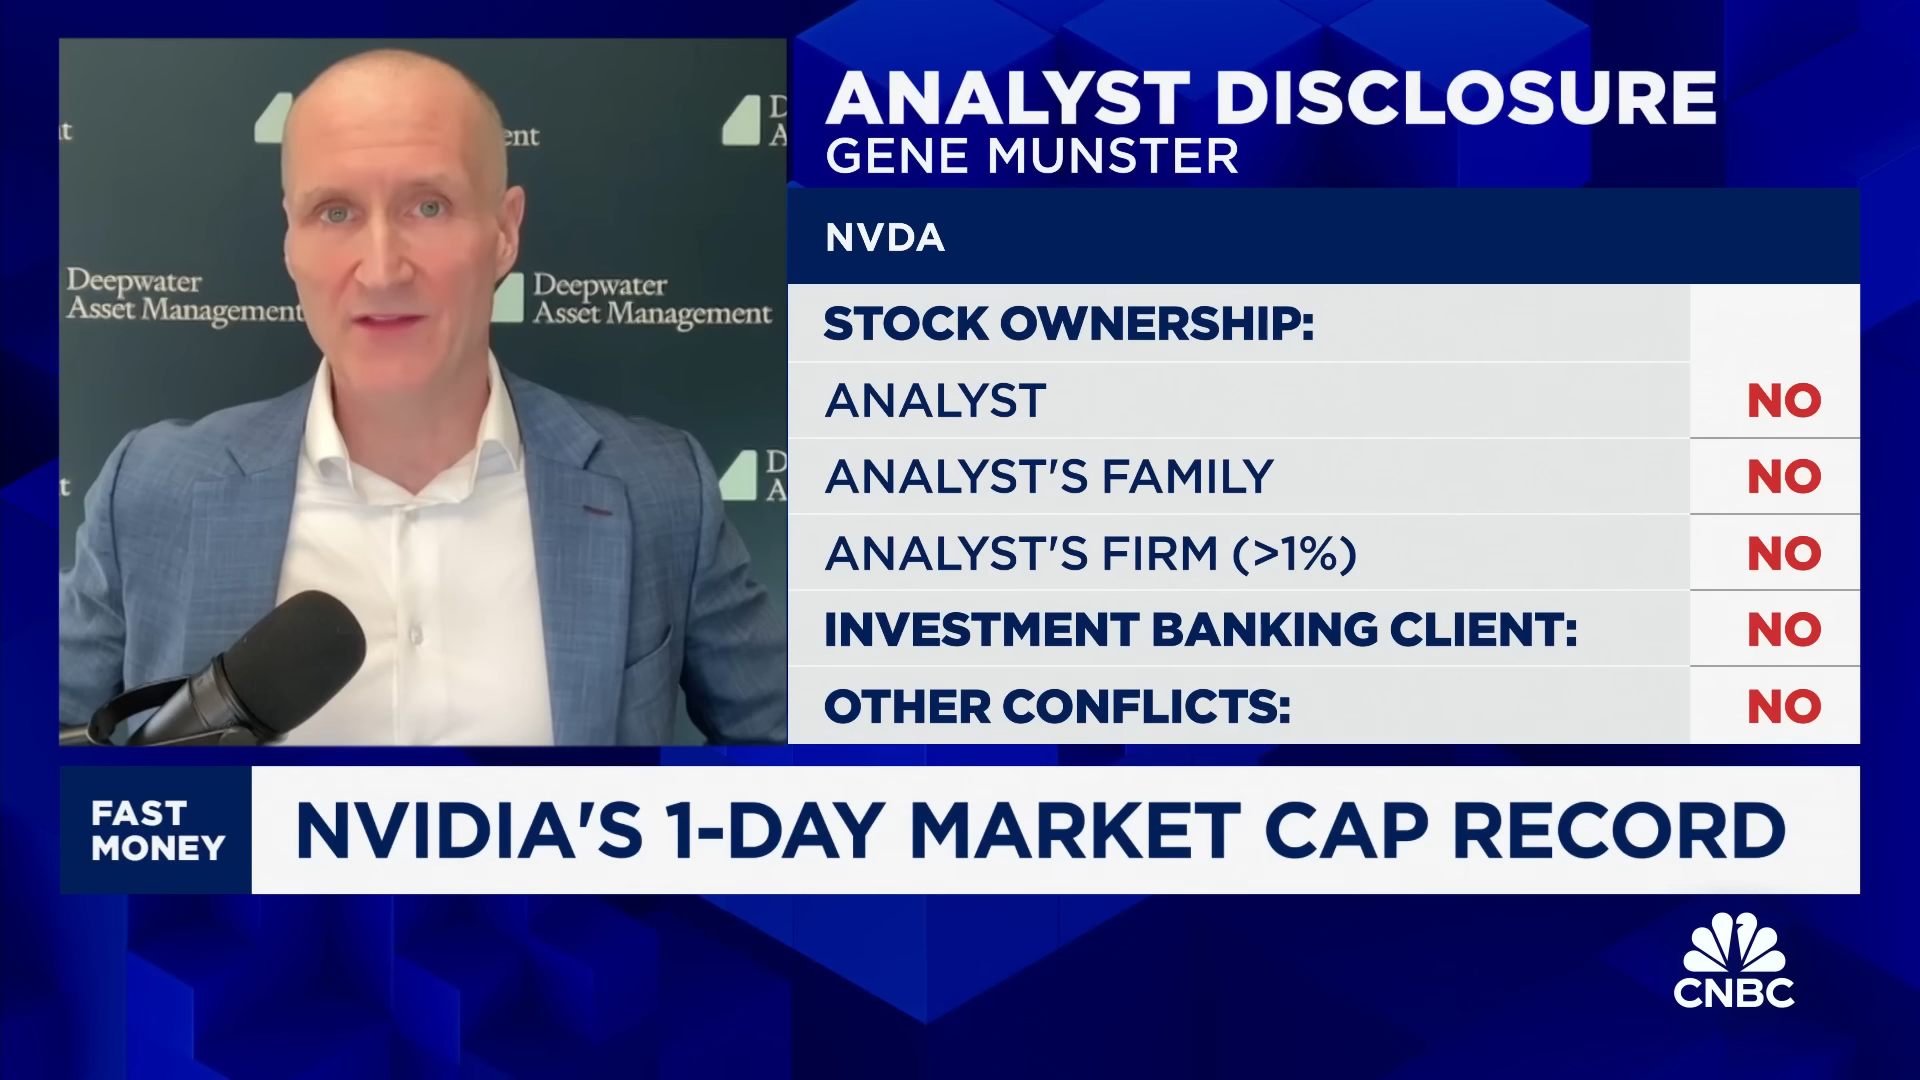 ANALYST DISCLOSURE
GENE MUNSTER
NVDA
STOCK OWNERSHIP:
ANALYST NO
ANALYST'S FAMILY NO
ANALYST'S FIRM (>1%) NO
INVESTMENT BANKING CLIENT: NO
OTHER CONFLICTS: NO
Deepwater
Asset Management
Deepwater
Asset Management
FAST
MONEY
NVIDIA'S 1-DAY MARKET CAP RECORD
CNBC